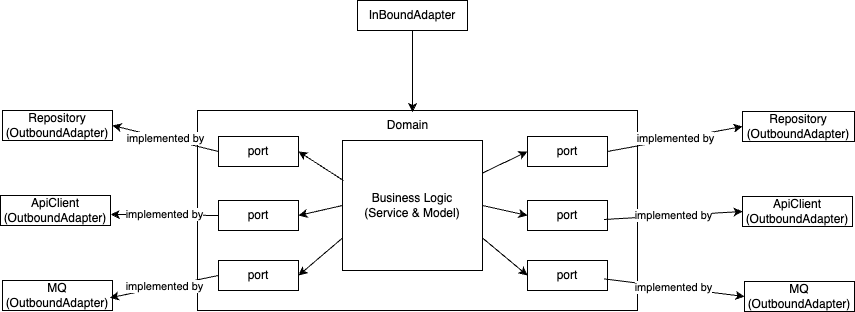 InBoundAdapter
Domain
Repository
(OutboundAdapter)
implemented by
port
port
implemented by
Repository
(OutboundAdapter)
Business Logic
(Service & Model)
ApiClient
(OutboundAdapter)
implemented by
port
port
implemented by
ApiClient
(OutboundAdapter)
MQ
(OutboundAdapter)
implemented by
port
port
implemented by
MQ
(OutboundAdapter)